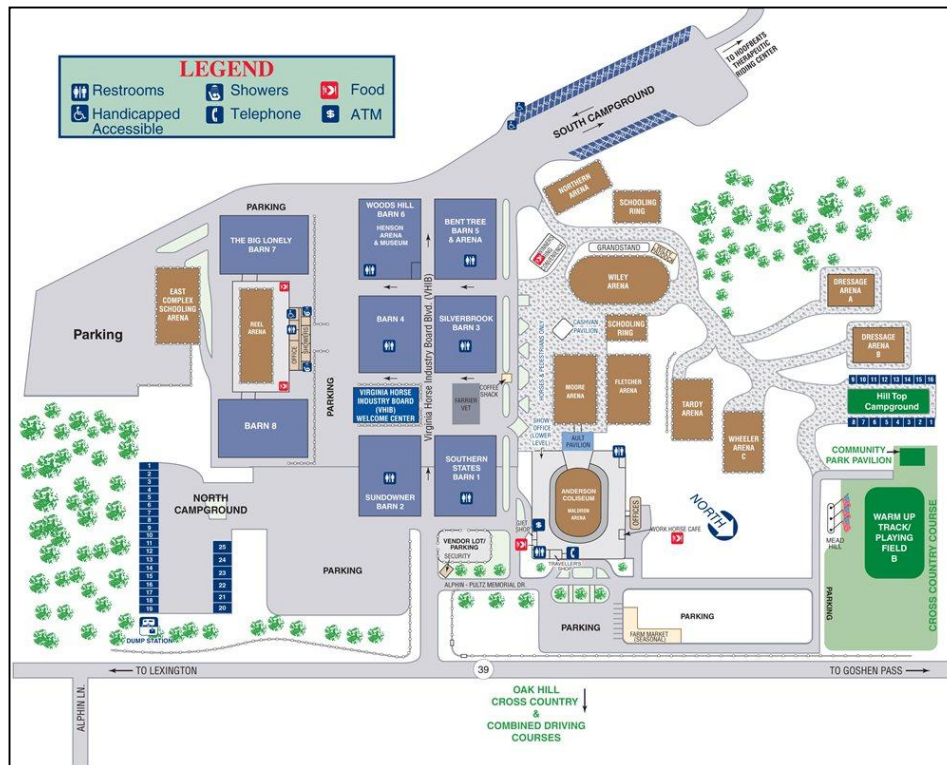 LEGEND
Restrooms
Showers
Food
Handicapped
Accessible
Telephone
ATM
TO HOOFBEATS
THERAPEUTIC
RIDING CENTER
SOUTH CAMPGROUND
NORTHERN
ARENA
SCHOOLING
RING
PARKING
WOODS HILL
BARN 6
HENSON
ARENA
& MUSEUM
BENT TREE
BARN 5
& ARENA
THE BIG LONELY
BARN 7
GRANDSTAND
WILEY
ARENA
EAST
COMPLEX
SCHOOLING
ARENA
Parking
REEL
ARENA
OFFICE
SHOWERS
PARKING
BARN 4
SILVERBROOK
BARN 3
Virginia Horse Industry Board Blvd. (VHIB)
HORSES & PEDESTRIANS ONLY
CASHVAN
PAVILION
SCHOOLING
RING
DRESSAGE
ARENA
A
DRESSAGE
ARENA
B
VIRGINIA HORSE
INDUSTRY BOARD
(VHIB)
WELCOME CENTER
FARRIER
VET
COFFEE
SHACK
MOORE
ARENA
FLETCHER
ARENA
TARDY
ARENA
WHEELER
ARENA
C
9 10 11 12 13 14 15 16
Hill Top
Campground
8 7 6 5 4 3 2 1
BARN 8
SHOW
OFFICE
(LOWER
LEVEL)
AULT
PAVILION
COMMUNITY
PARK PAVILION
SUNDOWNER
BARN 2
SOUTHERN
STATES
BARN 1
ANDERSON
COLISEUM
WALDRON
ARENA
OFFICES
NORTH
GIFT
SHOP
WORK HORSE CAFE
TRAVELLER'S
SHOP
MEAD
HILL
WARM UP
TRACK/
PLAYING
FIELD
B
CROSS COUNTRY COURSE
PARKING
NORTH
CAMPGROUND
1
2
3
4
5
6
7
8
9
10
11
12
13
14
15
16
17
18
19
25
24
23
22
21
20
DUMP STATION
PARKING
VENDOR LOT/
PARKING
SECURITY
ALPHIN - PULTZ MEMORIAL DR.
PARKING
FARM MARKET
(SEASONAL)
PARKING
TO LEXINGTON
39
TO GOSHEN PASS
ALPHIN LN.
OAK HILL
CROSS COUNTRY
&
COMBINED DRIVING
COURSES